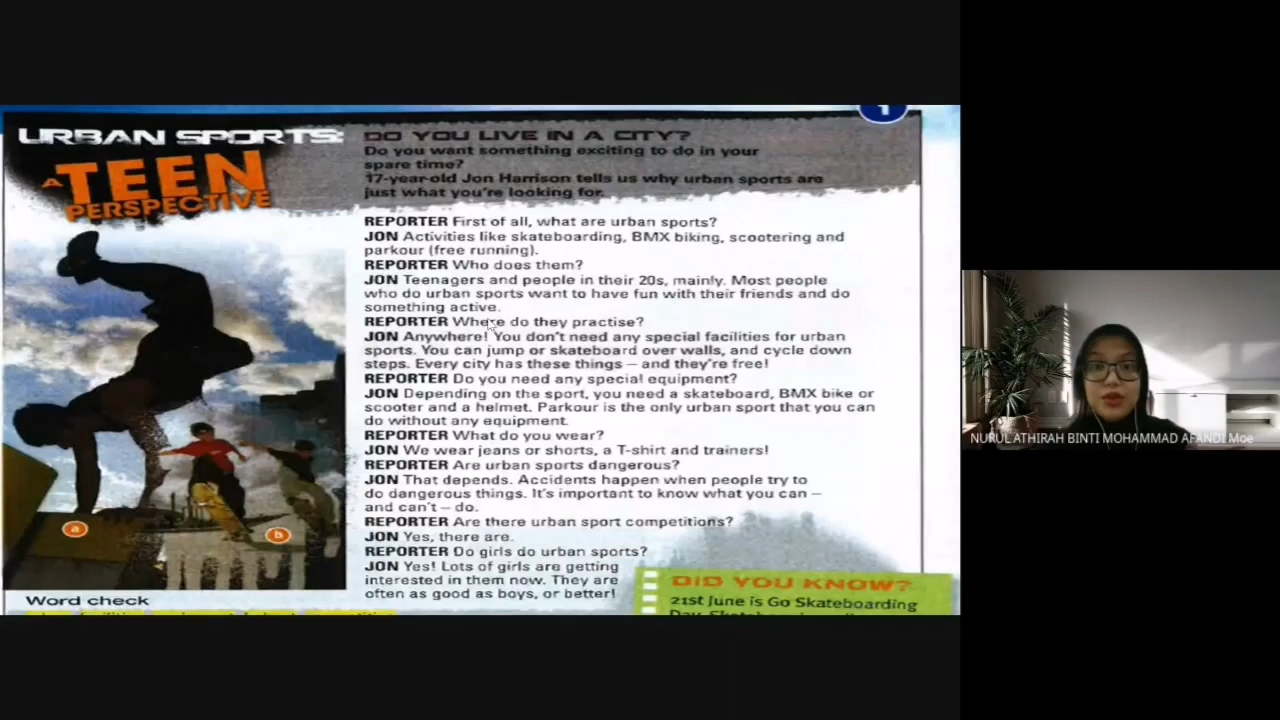 1
URBAN SPORTS:
A TEEN
PERSPECTIVE
DO YOU LIVE IN A CITY?
Do you want something exciting to do in your
spare time?
17-year-old Jon Harrison tells us why urban sports are
just what you're looking for.
REPORTER First of all, what are urban sports?
JON Activities like skateboarding, BMX biking, scootering and
parkour (free running).
REPORTER Who does them?
JON Teenagers and people in their 20s, mainly. Most people
who do urban sports want to have fun with their friends and do
something active.
REPORTER Where do they practise?
JON Anywhere! You don't need any special facilities for urban
sports. You can jump or skateboard over walls, and cycle down
steps. Every city has these things – and they're free!
REPORTER Do you need any special equipment?
JON Depending on the sport, you need a skateboard, BMX bike or
scooter and a helmet. Parkour is the only urban sport that you can
do without any equipment.
REPORTER What do you wear?
JON We wear jeans or shorts, a T-shirt and trainers!
REPORTER Are urban sports dangerous?
JON That depends. Accidents happen when people try to
do dangerous things. It's important to know what you can –
and can't – do.
REPORTER Are there urban sport competitions?
JON Yes, there are.
REPORTER Do girls do urban sports?
JON Yes! Lots of girls are getting
interested in them now. They are
often as good as boys, or better!
a
b
Word check
DID YOU KNOW?
21st June is Go Skateboarding
NURUL ATHIRAH BINTI MOHAMMAD AFANDI Moe